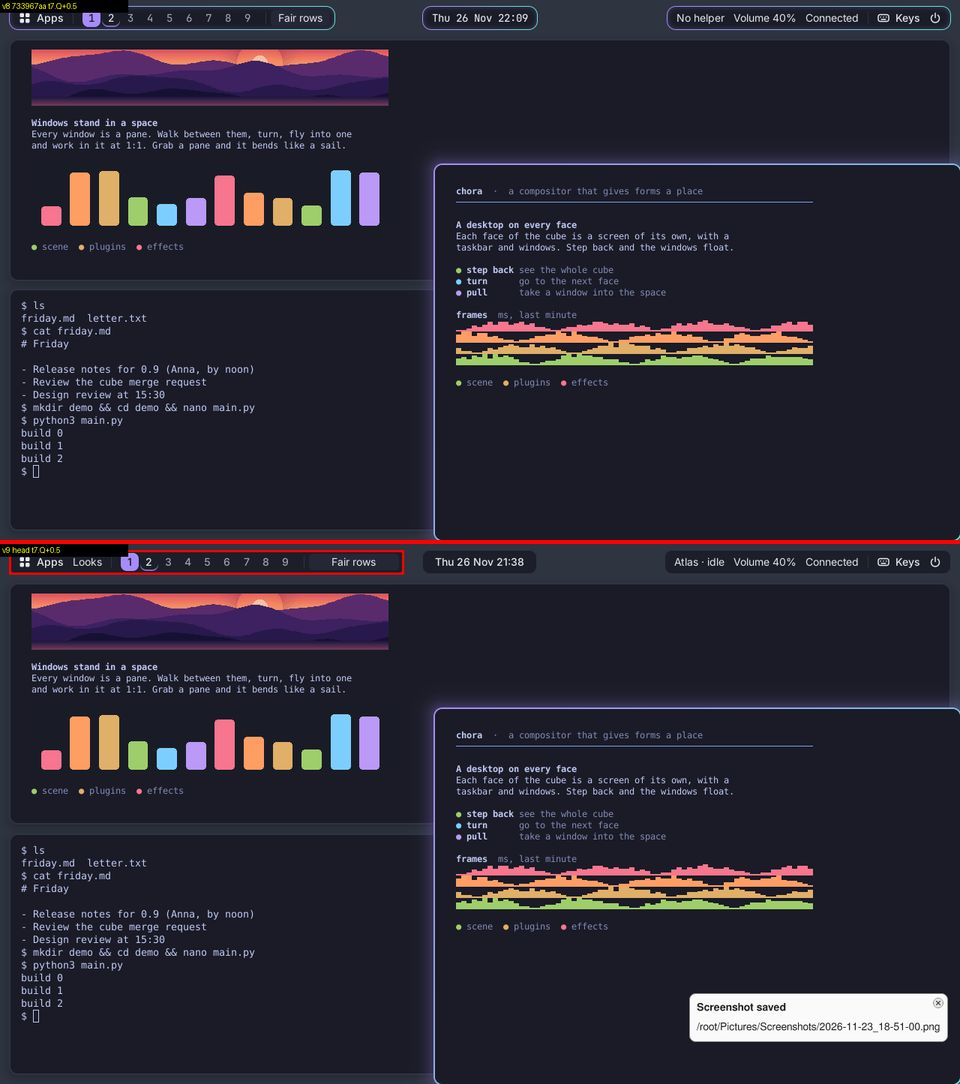 v8 733967aa t7.Q+0.5
Apps 1 2 3 4 5 6 7 8 9 Fair rows Thu 26 Nov 22:09 No helper Volume 40% Connected Keys
Windows stand in a space
Every window is a pane. Walk between them, turn, fly into one
and work in it at 1:1. Grab a pane and it bends like a sail.
scene plugins effects
$ ls
friday.md letter.txt
$ cat friday.md
# Friday
- Release notes for 0.9 (Anna, by noon)
- Review the cube merge request
- Design review at 15:30
$ mkdir demo && cd demo && nano main.py
$ python3 main.py
build 0
build 1
build 2
$
chora · a compositor that gives forms a place
A desktop on every face
Each face of the cube is a screen of its own, with a
taskbar and windows. Step back and the windows float.
step back see the whole cube
turn go to the next face
pull take a window into the space
frames ms, last minute
scene plugins effects
v9 head t7.Q+0.5
Apps Looks 1 2 3 4 5 6 7 8 9 Fair rows Thu 26 Nov 21:38 Atlas · idle Volume 40% Connected Keys
Windows stand in a space
Every window is a pane. Walk between them, turn, fly into one
and work in it at 1:1. Grab a pane and it bends like a sail.
scene plugins effects
$ ls
friday.md letter.txt
$ cat friday.md
# Friday
- Release notes for 0.9 (Anna, by noon)
- Review the cube merge request
- Design review at 15:30
$ mkdir demo && cd demo && nano main.py
$ python3 main.py
build 0
build 1
build 2
$
chora · a compositor that gives forms a place
A desktop on every face
Each face of the cube is a screen of its own, with a
taskbar and windows. Step back and the windows float.
step back see the whole cube
turn go to the next face
pull take a window into the space
frames ms, last minute
scene plugins effects
Screenshot saved
/root/Pictures/Screenshots/2026-11-23_18-51-00.png